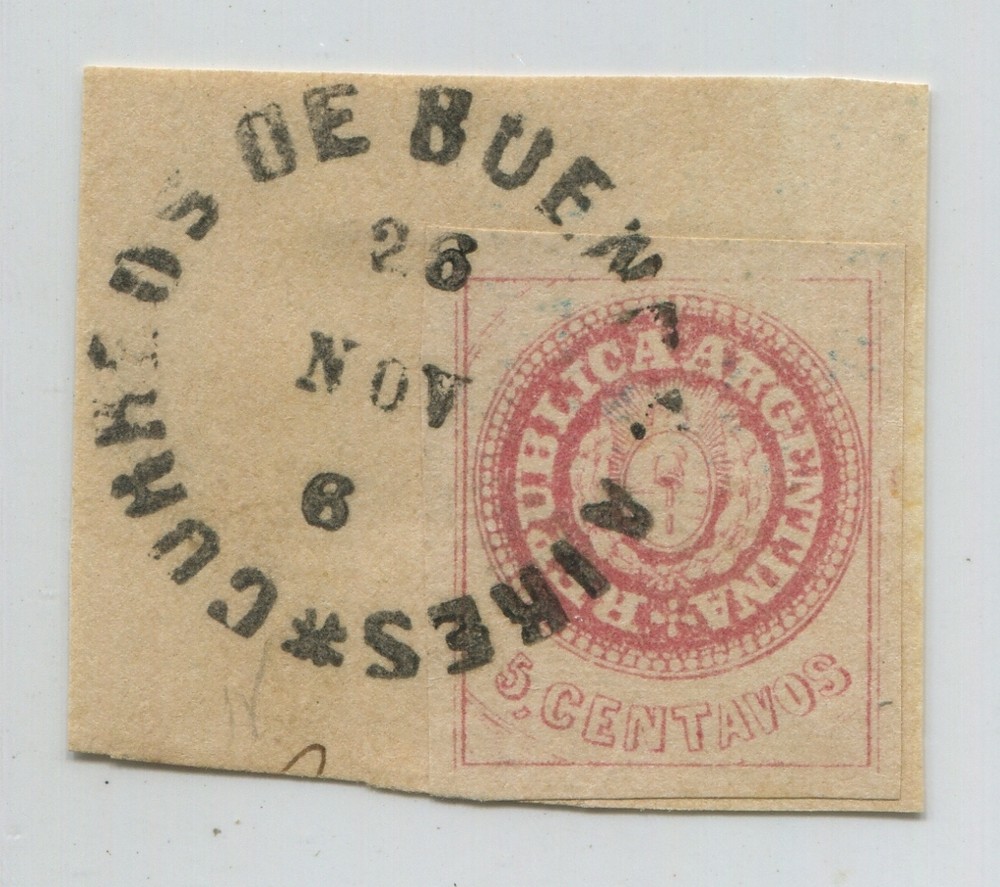 CORREOS DE BUENOS AIRES*
26
NOV
6
REPUBLICA ARGENTINA
5, CENTAVOS